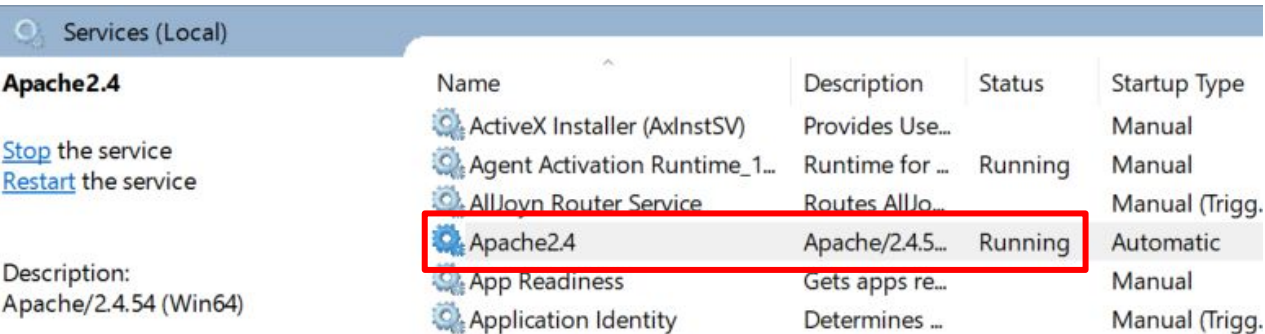 Services (Local)
Apache2.4
Stop the service
Restart the service
Description:
Apache/2.4.54 (Win64)
Name Description Status Startup Type
ActiveX Installer (AxInstSV) Provides Use... Manual
Agent Activation Runtime_1... Runtime for ... Running Manual
AllJoyn Router Service Routes AllJo... Manual (Trigg.
Apache2.4 Apache/2.4.5... Running Automatic
App Readiness Gets apps re... Manual
Application Identity Determines ... Manual (Trigg.